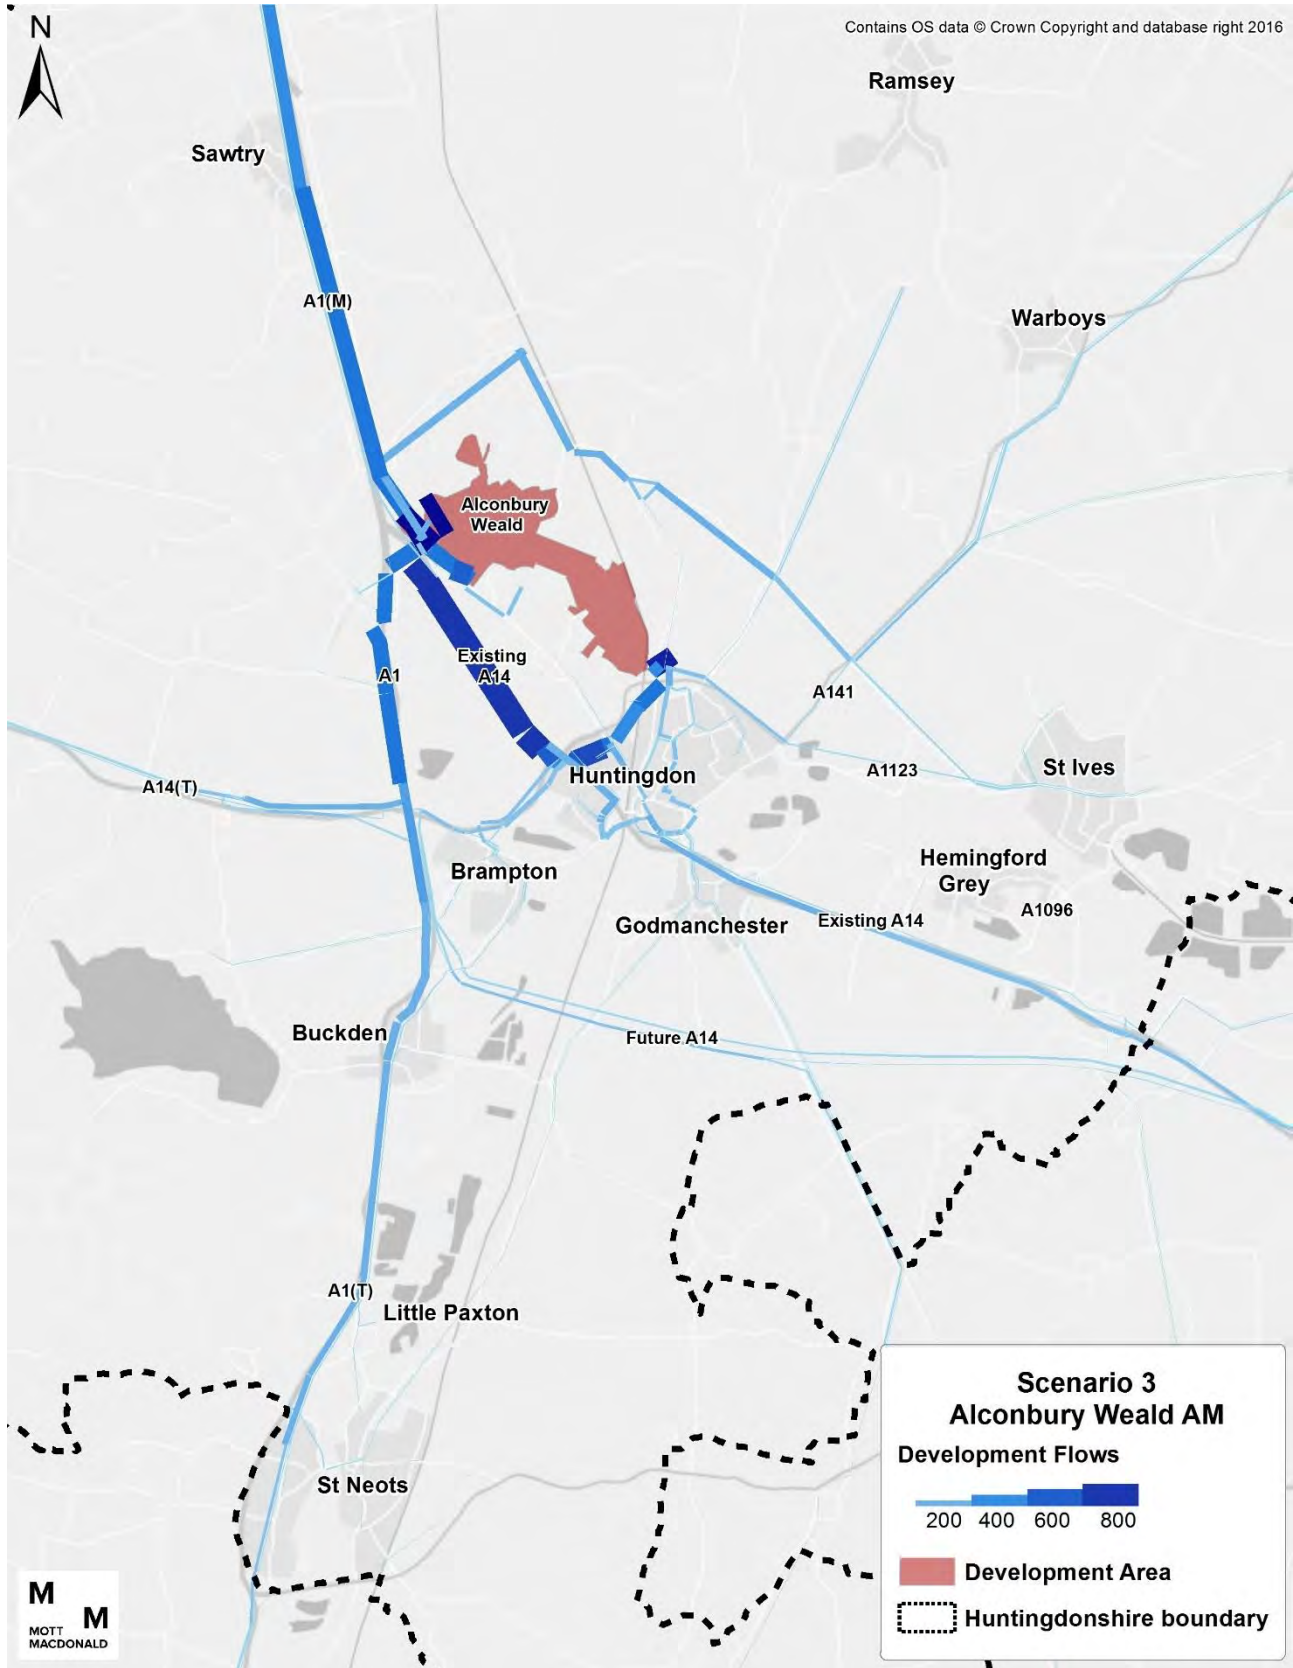 N
Contains OS data © Crown Copyright and database right 2016
Ramsey
Sawtry
A1(M)
Warboys
Alconbury
Weald
Existing
A14
A1
A141
A14(T)
Huntingdon
A1123
St Ives
Brampton
Hemingford
Grey
A1096
Godmanchester
Existing A14
Buckden
Future A14
A1(T)
Little Paxton
St Neots
Scenario 3
Alconbury Weald AM
Development Flows
200 400 600 800
Development Area
Huntingdonshire boundary
M
M
MOTT
MACDONALD